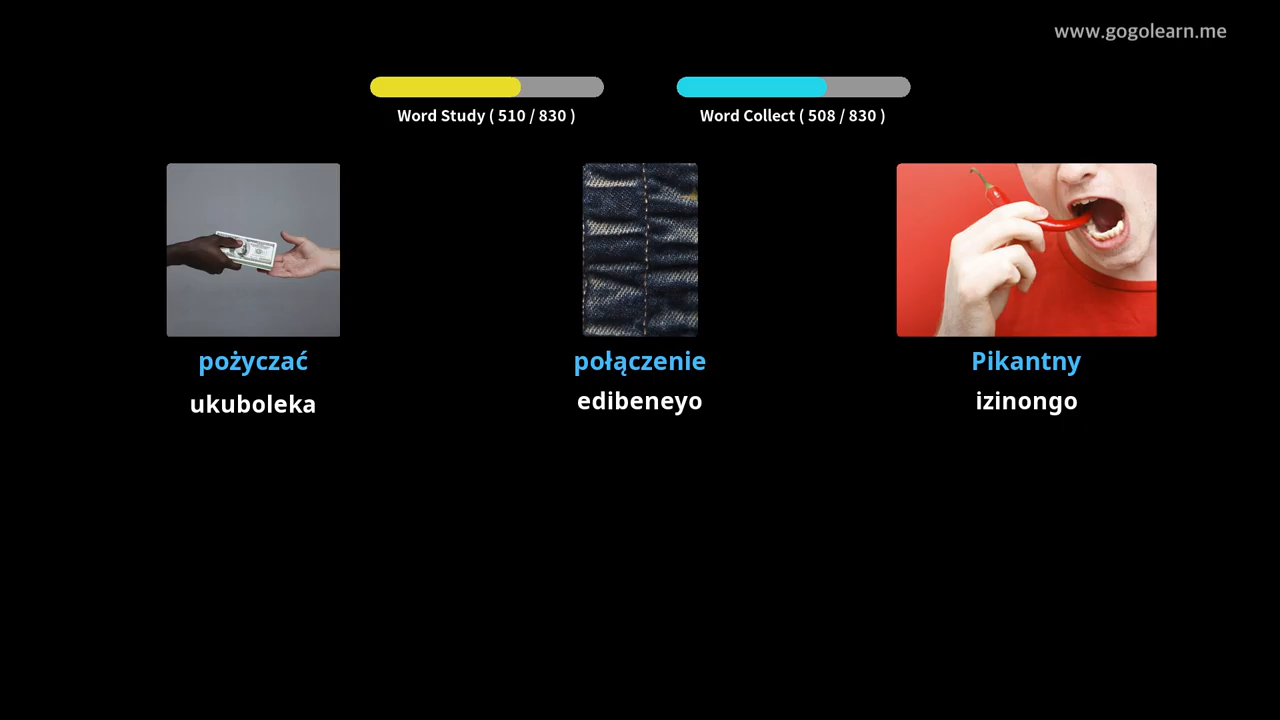 www.gogolearn.me
Word Study ( 510 / 830 )
Word Collect ( 508 / 830 )
pożyczać
połączenie
Pikantny
ukuboleka
edibeneyo
izinongo